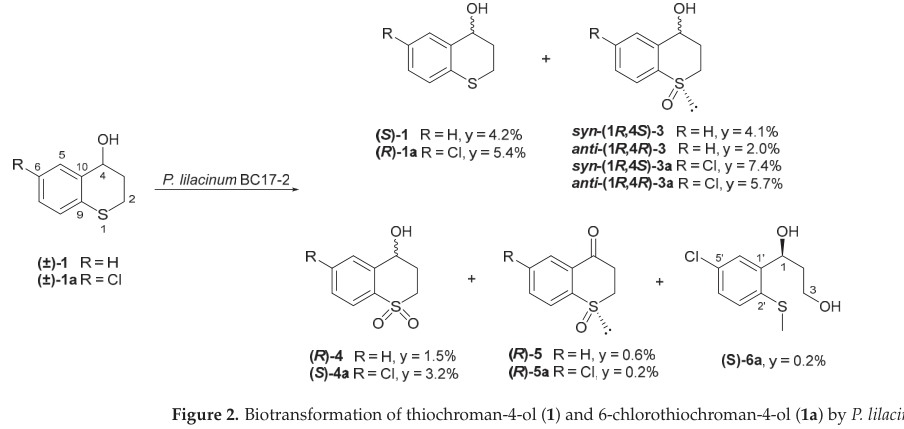 OH
R
S
+
OH
R
S
O
(S)-1 R = H, y = 4.2%
(R)-1a R = Cl, y = 5.4%
syn-(1R,4S)-3 R = H, y = 4.1%
anti-(1R,4R)-3 R = H, y = 2.0%
syn-(1R,4S)-3a R = Cl, y = 7.4%
anti-(1R,4R)-3a R = Cl, y = 5.7%
OH
R
6
5
10
4
2
9
S
1
(±)-1 R = H
(±)-1a R = Cl
P. lilacinum BC17-2
OH
R
S
O
O
+
O
R
S
O
+
OH
Cl
5'
1'
1
3
2'
S
OH
(R)-4 R = H, y = 1.5%
(S)-4a R = Cl, y = 3.2%
(R)-5 R = H, y = 0.6%
(R)-5a R = Cl, y = 0.2%
(S)-6a, y = 0.2%
Figure 2. Biotransformation of thiochroman-4-ol (1) and 6-chlorothiochroman-4-ol (1a) by P. lilacin